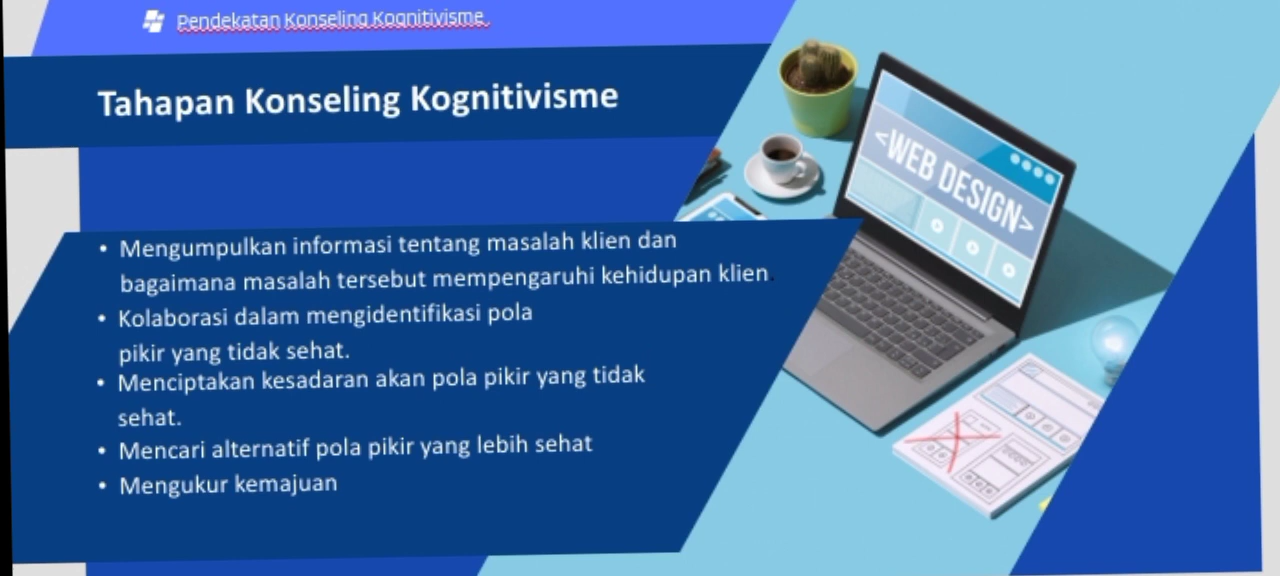 Pendekatan Konseling Kognitivisme.
Tahapan Konseling Kognitivisme
• Mengumpulkan informasi tentang masalah klien dan
bagaimana masalah tersebut mempengaruhi kehidupan klien.
• Kolaborasi dalam mengidentifikasi pola
pikir yang tidak sehat.
• Menciptakan kesadaran akan pola pikir yang tidak
sehat.
• Mencari alternatif pola pikir yang lebih sehat
• Mengukur kemajuan
<WEB DESIGN>